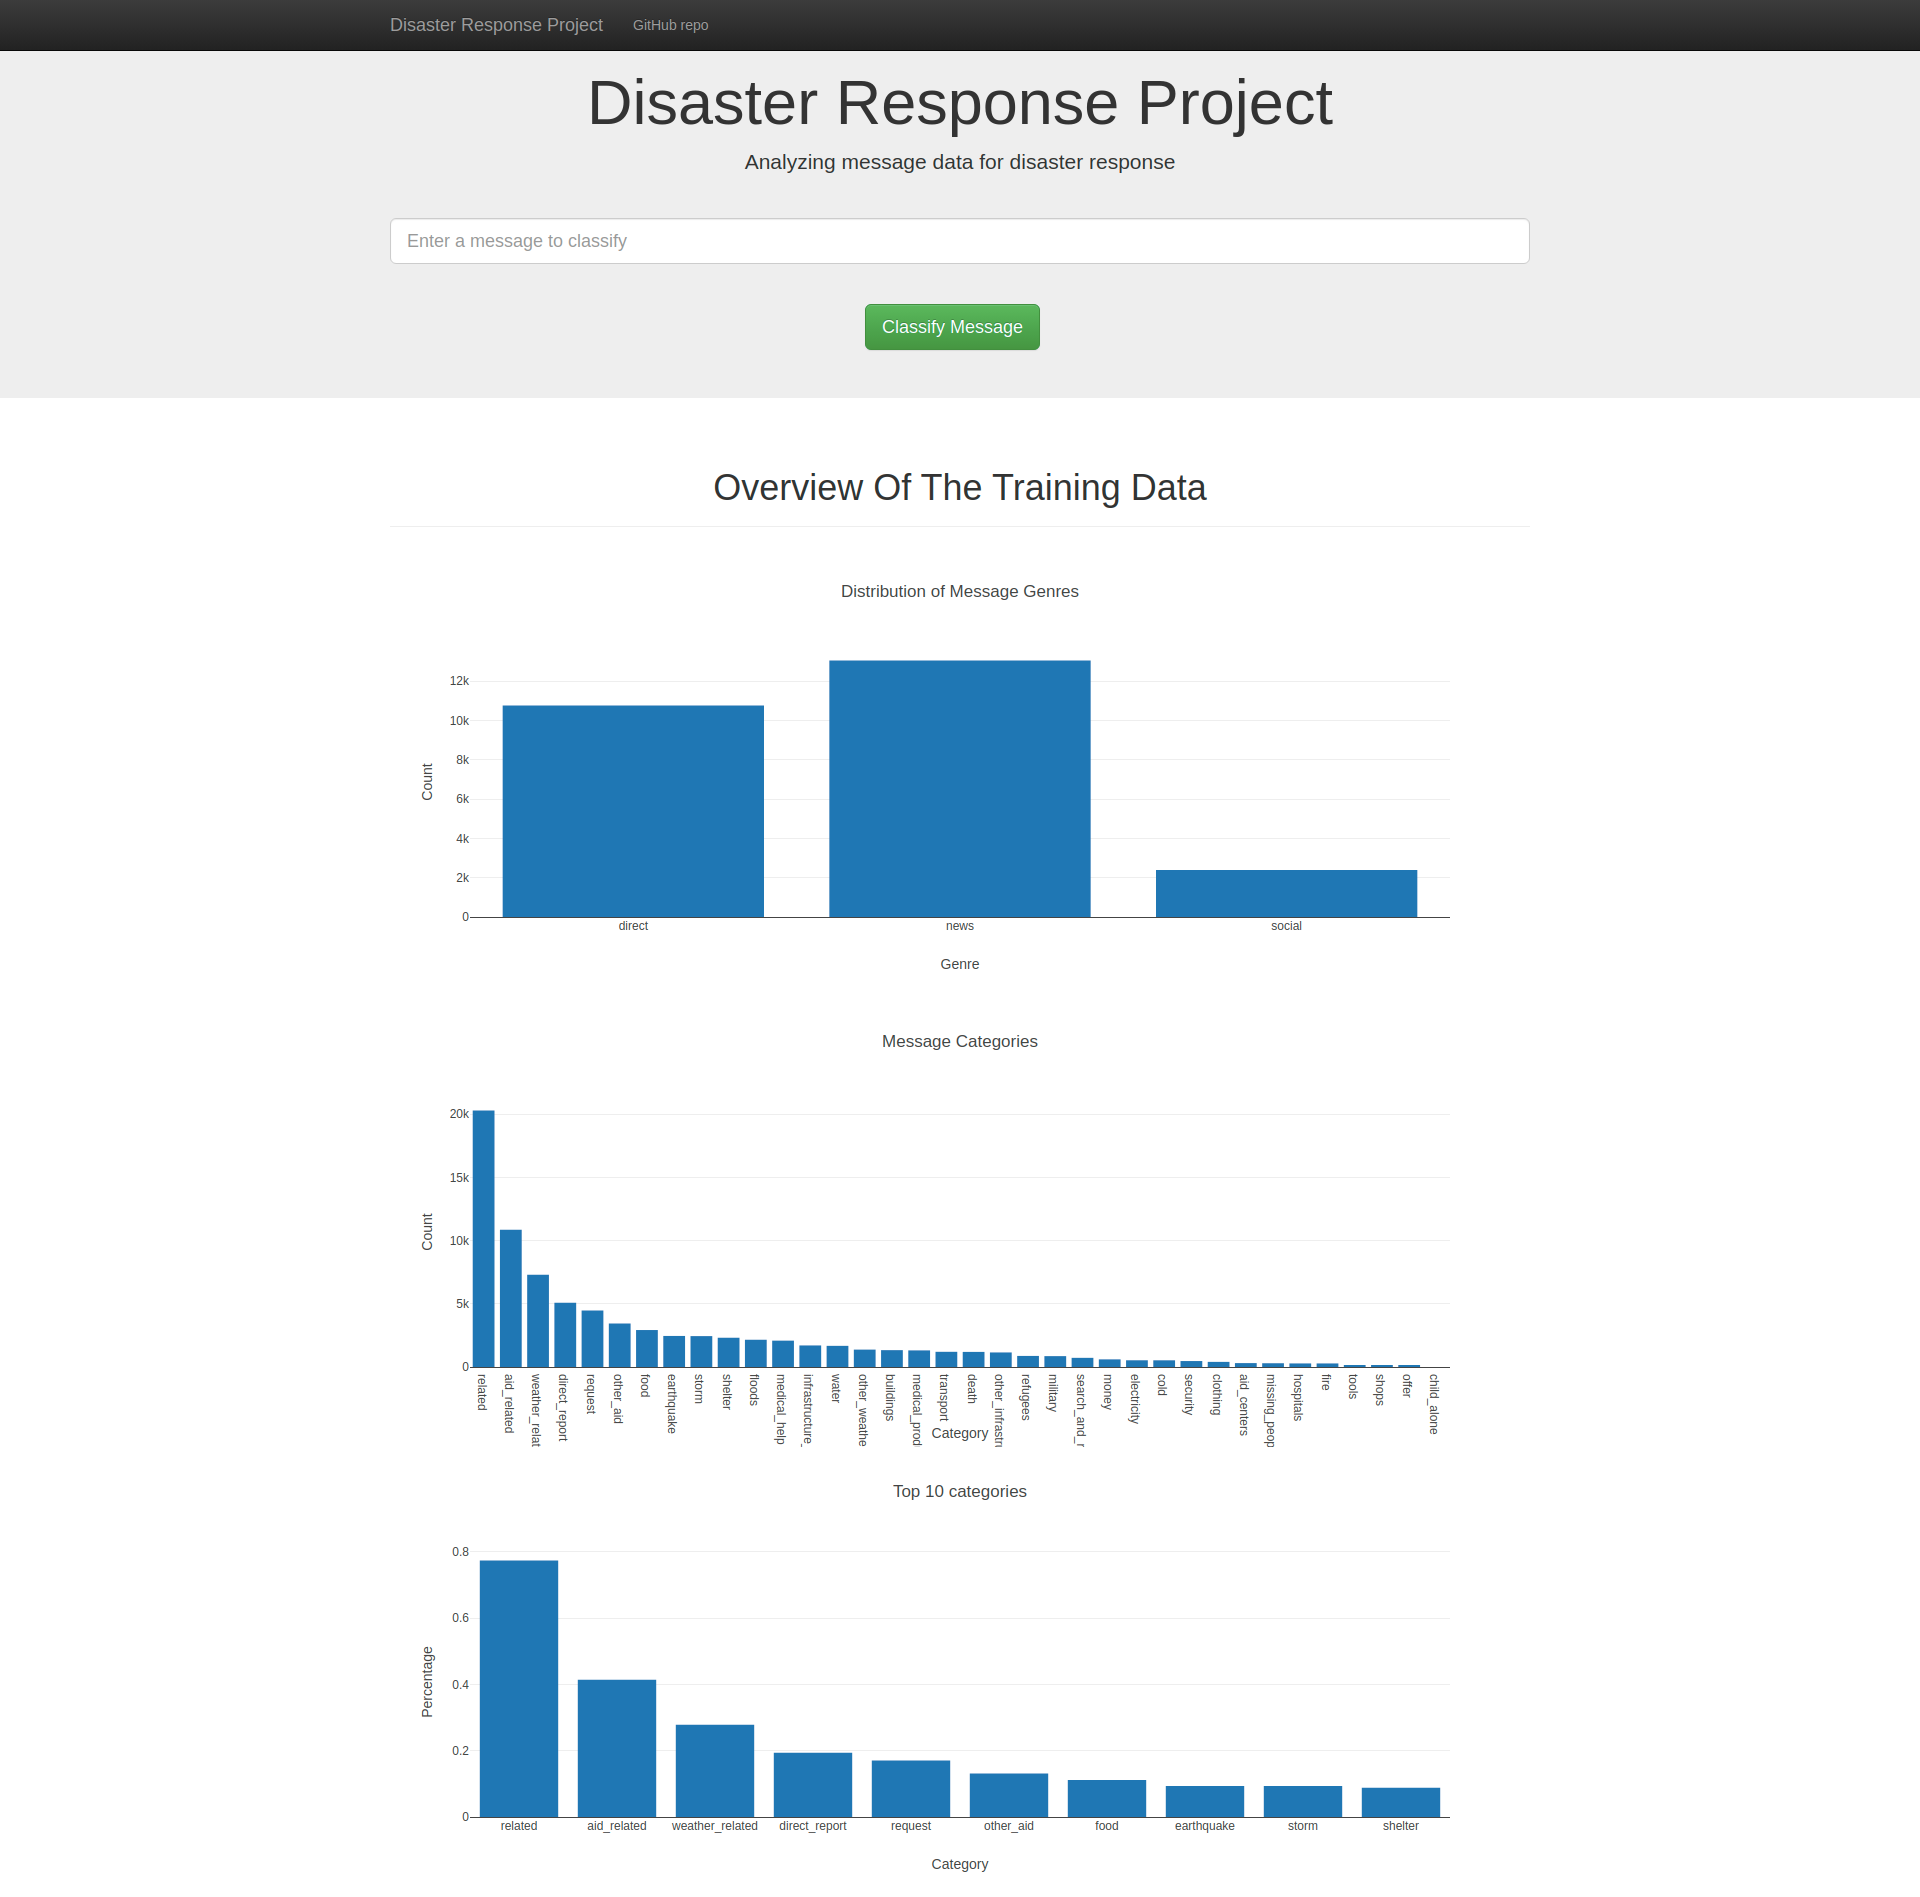 Disaster Response Project GitHub repo
Disaster Response Project
Analyzing message data for disaster response
Enter a message to classify
Classify Message
Overview Of The Training Data
Distribution of Message Genres
12k
10k
8k
6k
4k
2k
0
Count
direct news social
Genre
Message Categories
20k
15k
10k
5k
0
Count
related
aid_related
weather_relat
direct_report
request
other_aid
food
earthquake
storm
shelter
floods
medical_help
infrastructure_
water
other_weathe
buildings
medical_prod
transport
death
other_infrastr
refugees
military
search_and_r
money
electricity
cold
security
clothing
aid_centers
missing_peop
hospitals
fire
tools
shops
offer
child_alone
Category
Top 10 categories
0.8
0.6
0.4
0.2
0
Percentage
related aid_related weather_related direct_report request other_aid food earthquake storm shelter
Category